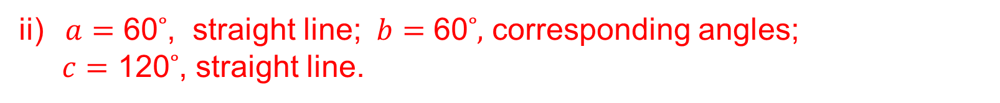 ii) a = 60°, straight line; b = 60°, corresponding angles;
c = 120°, straight line.